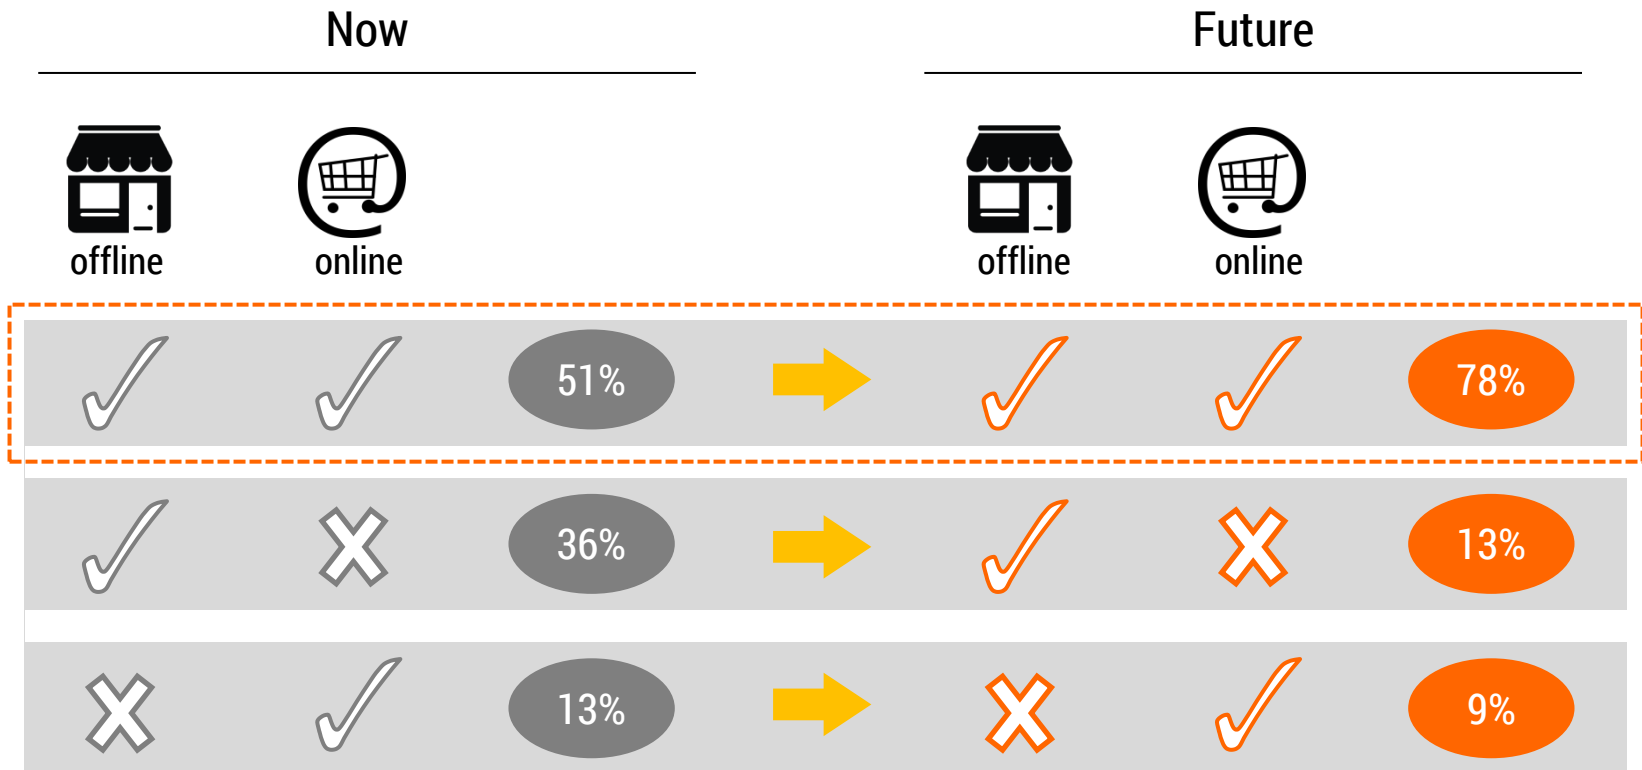 Now Future
offline online offline online
51% 78%
36% 13%
13% 9%